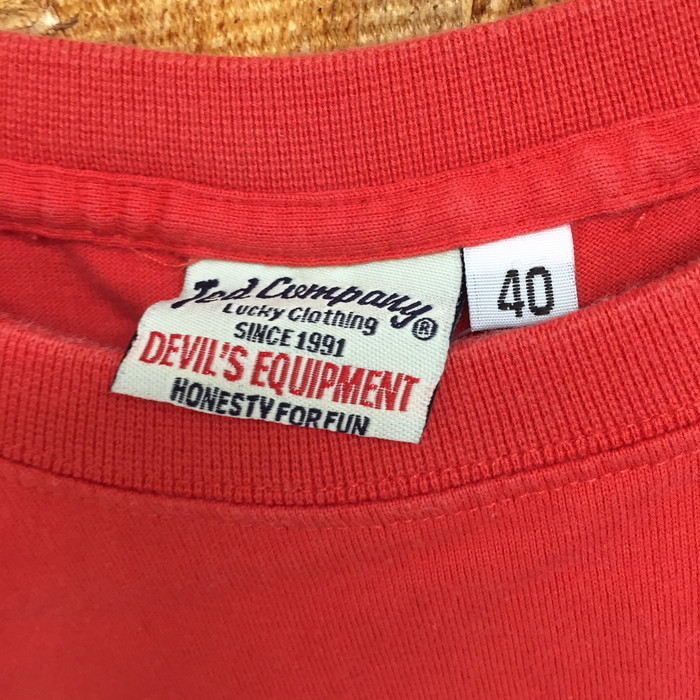 Ted Company®
Lucky Clothing
SINCE 1991
DEVIL'S EQUIPMENT
HONESTY FOR FUN
40